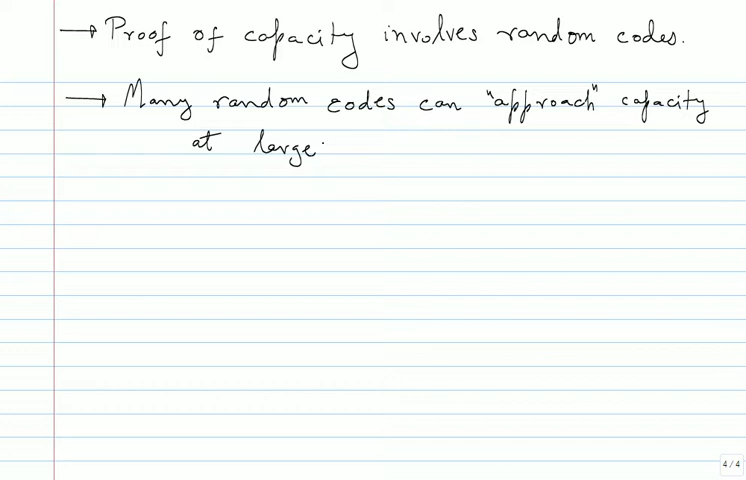 → Proof of capacity involves random codes.
→ Many random codes can "approach" capacity
at large
4/4